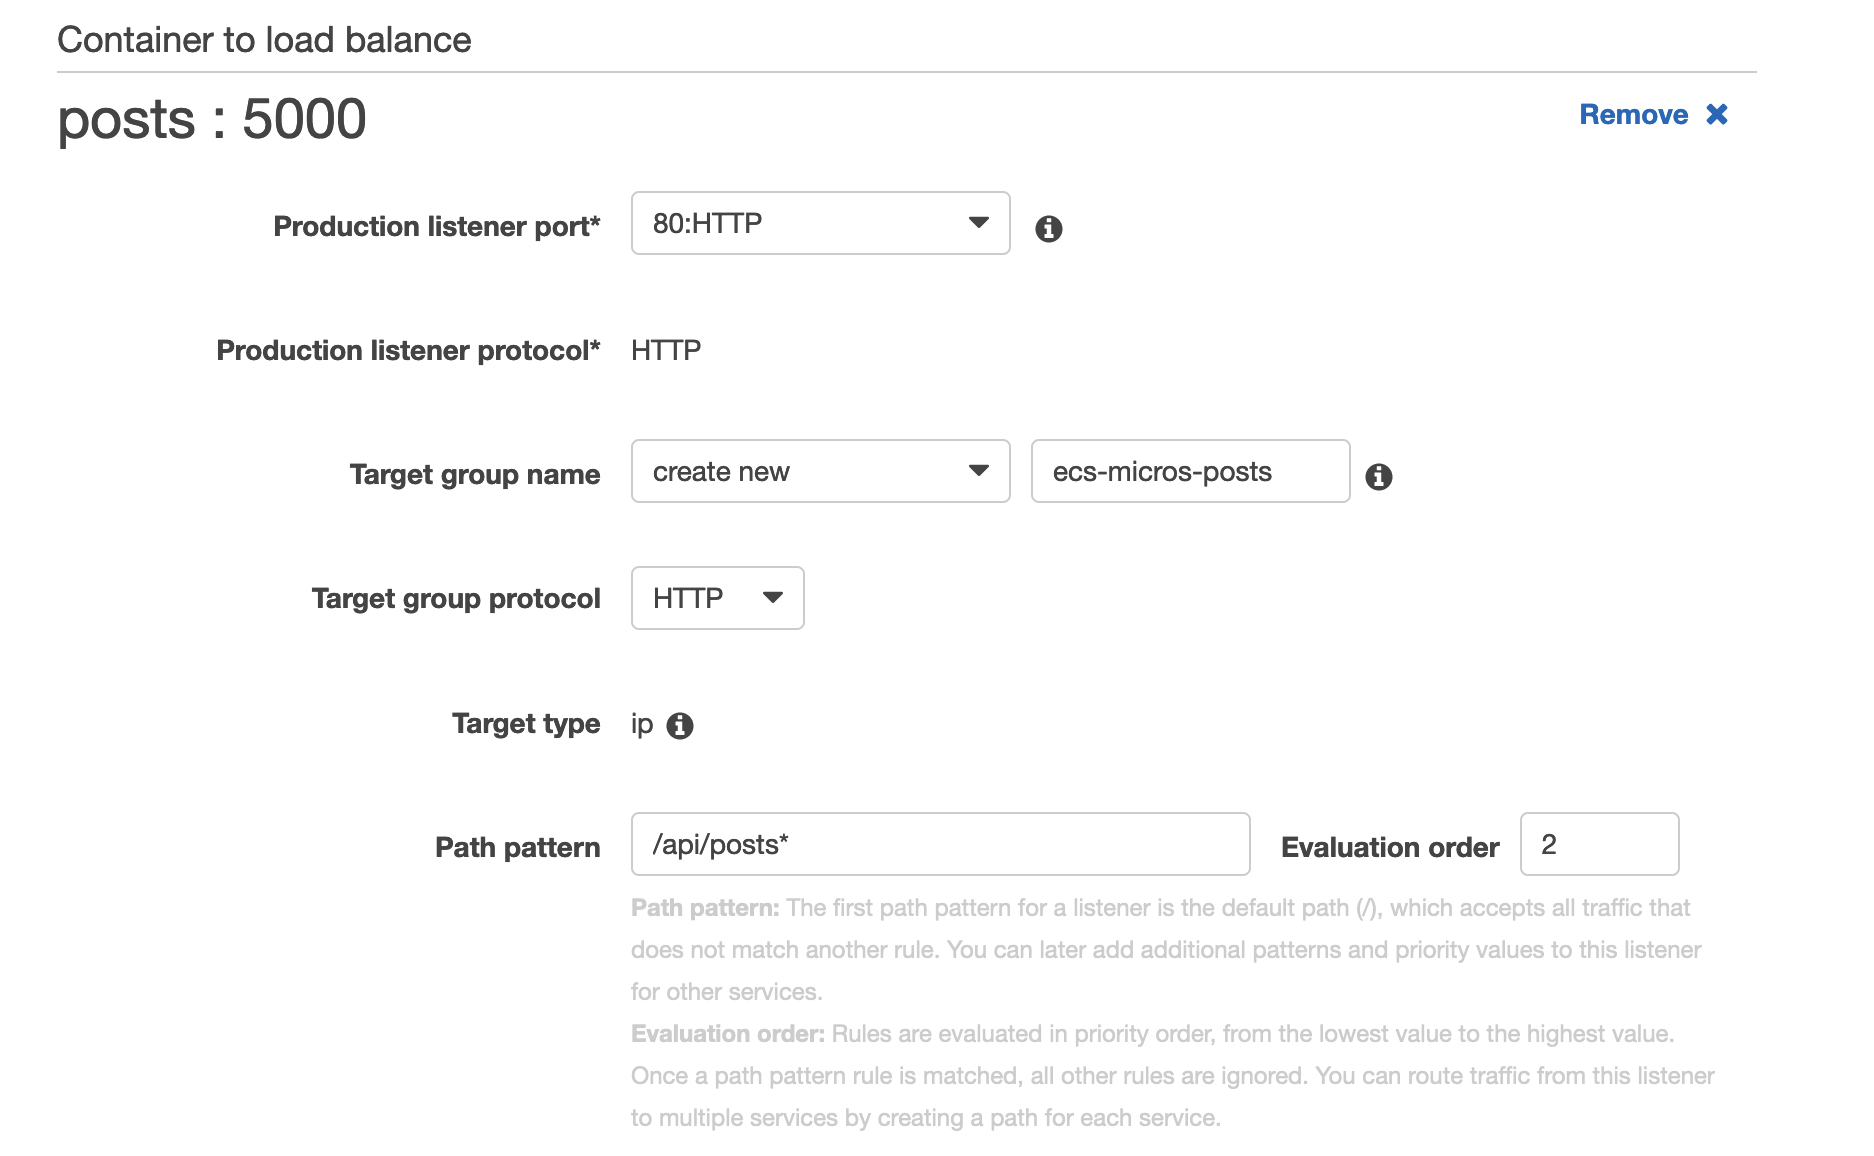 Container to load balance
posts : 5000
Remove
Production listener port*
80:HTTP
Production listener protocol*
HTTP
Target group name
create new
ecs-micros-posts
Target group protocol
HTTP
Target type
ip
Path pattern
/api/posts*
Evaluation order
2
Path pattern: The first path pattern for a listener is the default path (/), which accepts all traffic that
does not match another rule. You can later add additional patterns and priority values to this listener
for other services.
Evaluation order: Rules are evaluated in priority order, from the lowest value to the highest value.
Once a path pattern rule is matched, all other rules are ignored. You can route traffic from this listener
to multiple services by creating a path for each service.